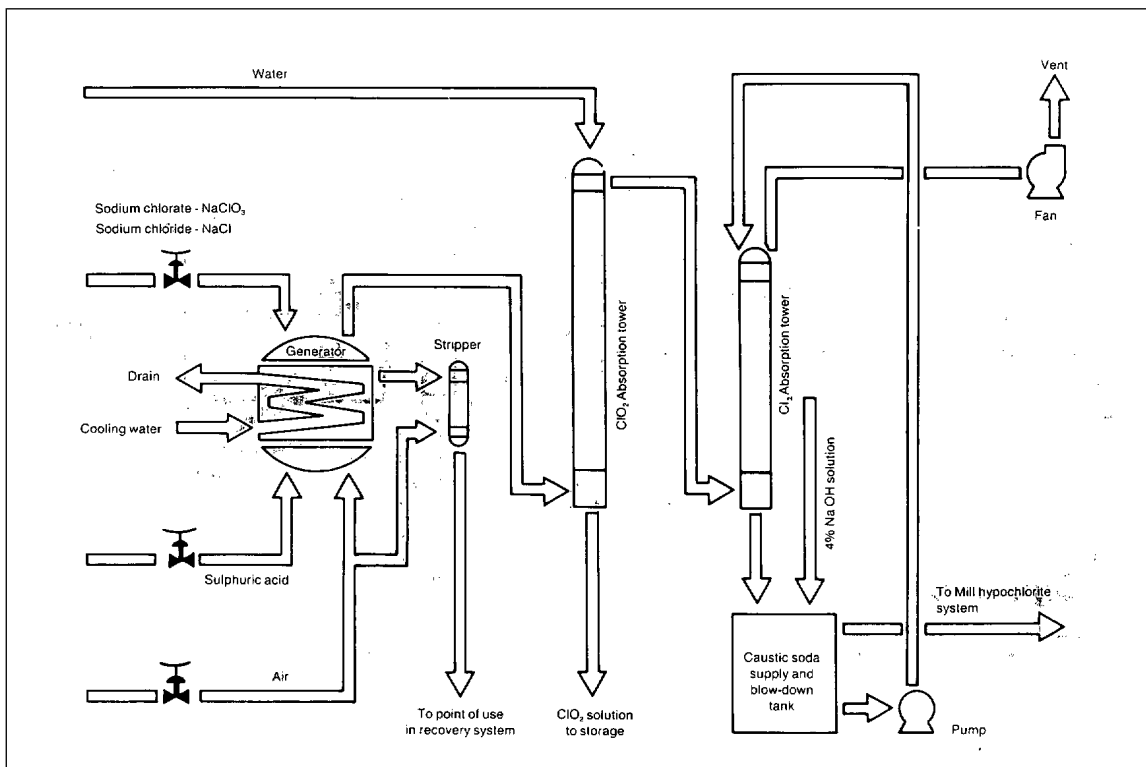 Water
Vent
Fan
Sodium chlorate - NaClO₃
Sodium chloride - NaCl
Generator
Stripper
Drain
Cooling water
ClO₂ Absorption tower
Cl₂ Absorption tower
4% Na OH solution
Sulphuric acid
Air
To Mill hypochlorite
system
Caustic soda
supply and
blow-down
tank
Pump
To point of use
in recovery system
ClO₂ solution
to storage